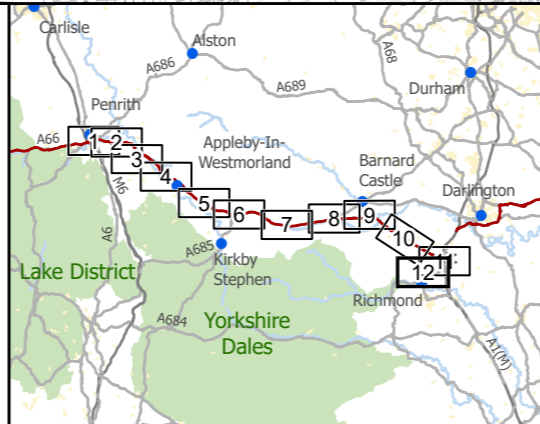 Carlisle
Alston
A68
A686
A689
Durham
Penrith
A66
1
2
3
4
Appleby-In-
Westmorland
Barnard
Castle
Darlington
M6
A6
5
6
7
8
9
10
12
A685
Kirkby
Stephen
Lake District
Richmond
A684
Yorkshire
Dales
A1(M)